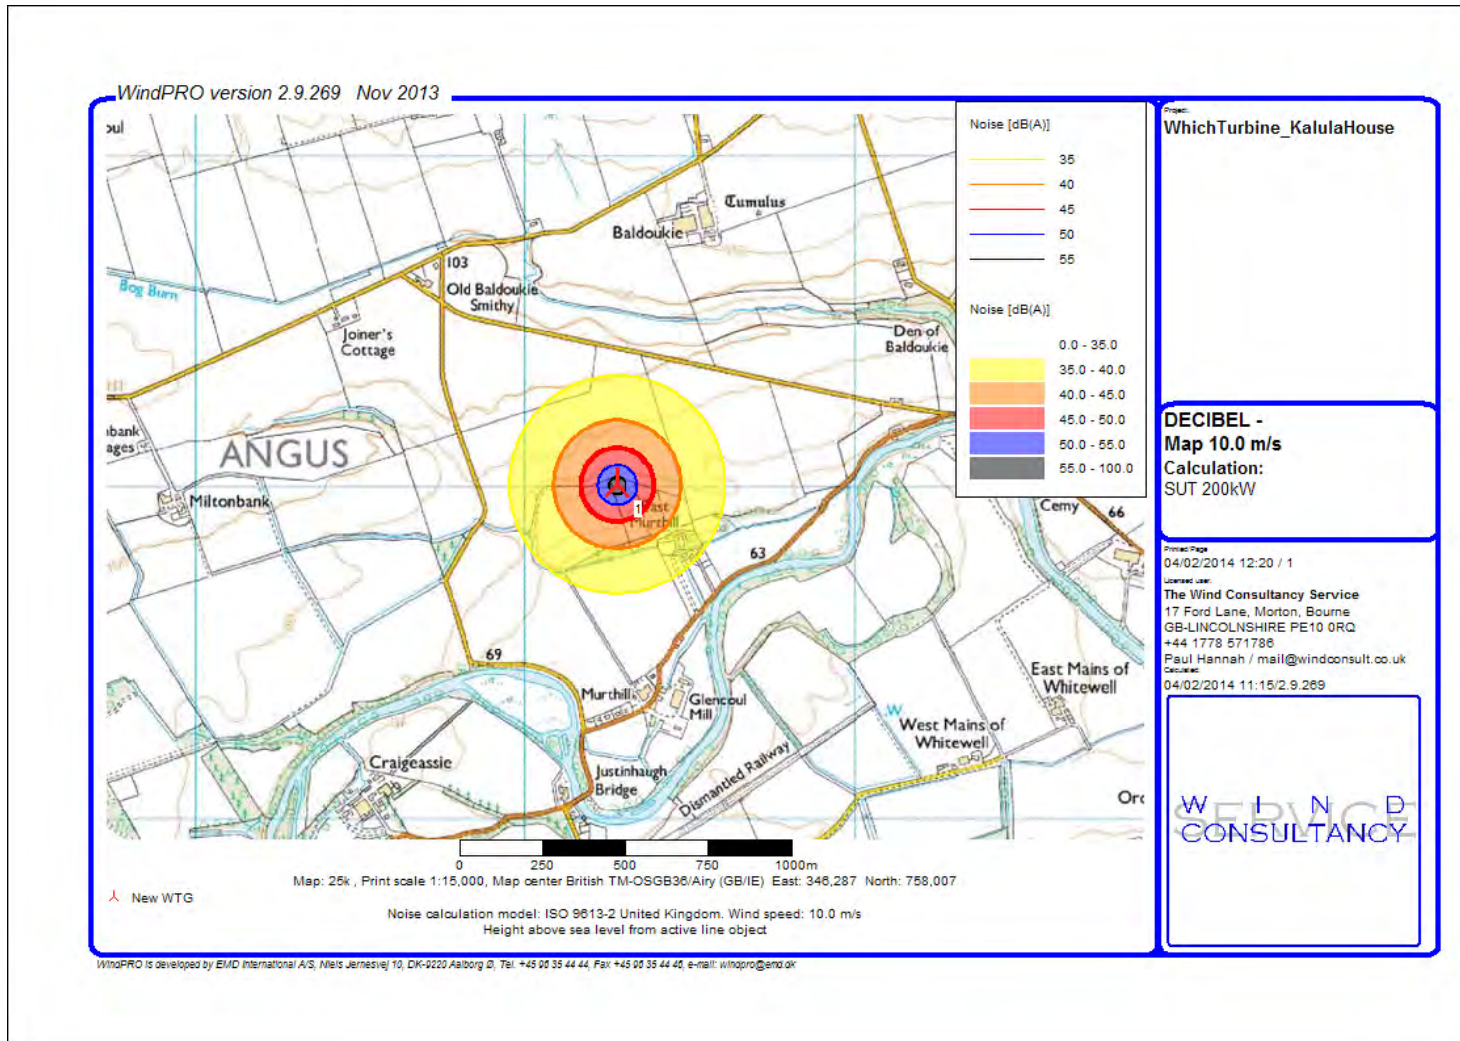 WindPRO version 2.9.269 Nov 2013
oul
Bog Burn
103
Old Baldoukie
Smithy
Joiner's
Cottage
Baldoukie
Tumulus
Den of
Baldoukie
bank
ages
ANGUS
Miltonbank
1
East
Murthill
63
Cemy
66
69
Murthill
Glencoul
Mill
East Mains of
Whitewell
W
West Mains of
Whitewell
Craigeassie
Justinhaugh
Bridge
Dismantled Railway
Orc
Noise [dB(A)]
35
40
45
50
55
Noise [dB(A)]
0.0 - 35.0
35.0 - 40.0
40.0 - 45.0
45.0 - 50.0
50.0 - 55.0
55.0 - 100.0
0 250 500 750 1000m
Map: 25k , Print scale 1:15,000, Map center British TM-OSGB36/Airy (GB/IE) East: 346,287 North: 758,007
New WTG
Noise calculation model: ISO 9613-2 United Kingdom. Wind speed: 10.0 m/s
Height above sea level from active line object
Project:
WhichTurbine_KalulaHouse
DECIBEL -
Map 10.0 m/s
Calculation:
SUT 200kW
Printed/Page
04/02/2014 12:20 / 1
Licensed user:
The Wind Consultancy Service
17 Ford Lane, Morton, Bourne
GB-LINCOLNSHIRE PE10 0RQ
+44 1778 571786
Paul Hannah / mail@windconsult.co.uk
Calculated:
04/02/2014 11:15/2.9.269
WIND
SERVICE
CONSULTANCY
WindPRO is developed by EMD International A/S, Niels Jernesvej 10, DK-9220 Aalborg Ø, Tel. +45 96 35 44 44, Fax +45 96 35 44 46, e-mail: windpro@emd.dk